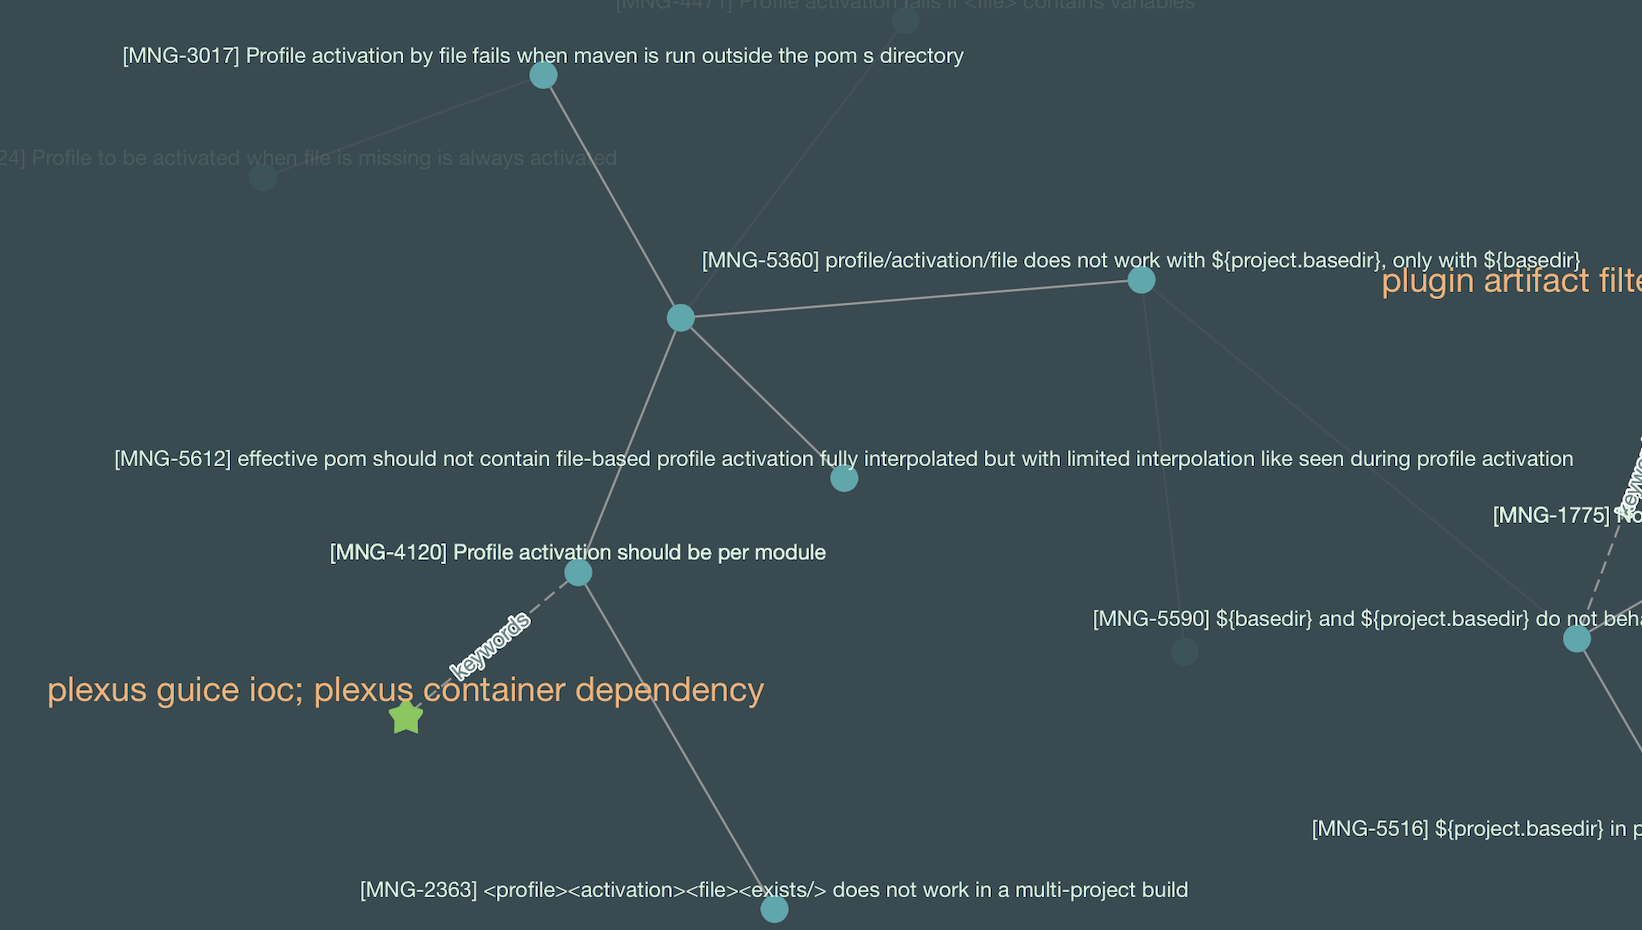 [MNG-4471] Profile activation fails if <file> contains variables
[MNG-3017] Profile activation by file fails when maven is run outside the pom s directory
24] Profile to be activated when file is missing is always activated
[MNG-5360] profile/activation/file does not work with ${project.basedir}, only with ${basedir}
plugin artifact filte
[MNG-5612] effective pom should not contain file-based profile activation fully interpolated but with limited interpolation like seen during profile activation
keywo
[MNG-1775] No
[MNG-4120] Profile activation should be per module
[MNG-5590] ${basedir} and ${project.basedir} do not beha
keywords
plexus guice ioc; plexus container dependency
[MNG-5516] ${project.basedir} in p
[MNG-2363] <profile><activation><file><exists/> does not work in a multi-project build